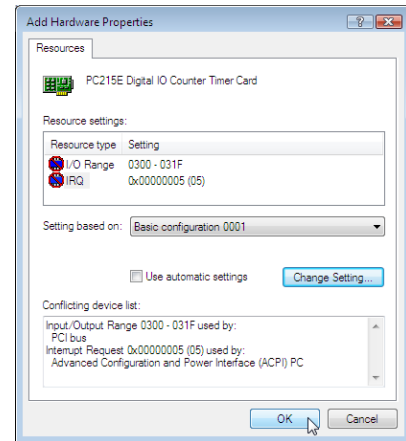 Add Hardware Properties
Resources
PC215E Digital IO Counter Timer Card
Resource settings:
Resource type Setting
I/O Range 0300 - 031F
IRQ 0x00000005 (05)
Setting based on: Basic configuration 0001
Use automatic settings Change Setting...
Conflicting device list:
Input/Output Range 0300 - 031F used by:
PCI bus
Interrupt Request 0x00000005 (05) used by:
Advanced Configuration and Power Interface (ACPI) PC
OK Cancel